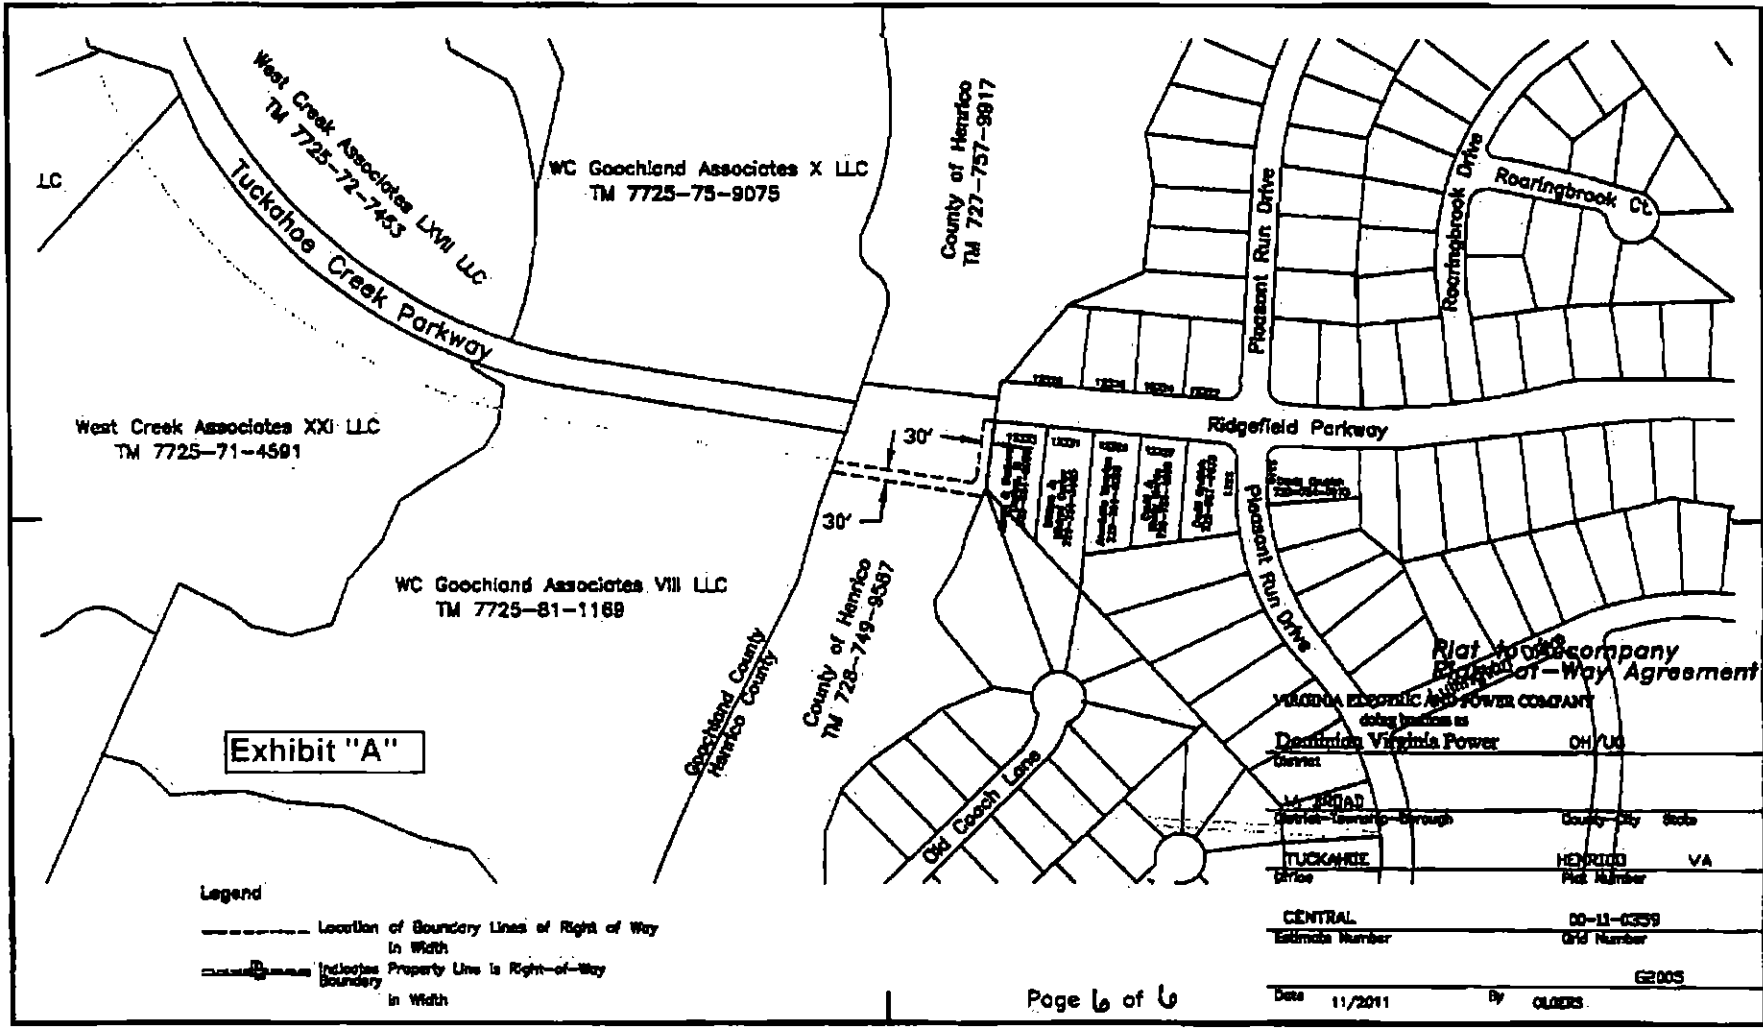 West Creek Associates LXVII LLC
TM 7725-72-7453
LLC
WC Goochland Associates X LLC
TM 7725-75-9075
County of Henrico
TM 727-757-9917
Tuckahoe Creek Parkway
Pleasant Run Drive
Roaringbrook Drive
Roaringbrook Ct.
West Creek Associates XXI LLC
TM 7725-71-4591
30'
30'
Ridgefield Parkway
Pleasant Run Drive
WC Goochland Associates VIII LLC
TM 7725-81-1169
County of Henrico
TM 728-749-9587
Goochland County
Henrico County
Old Coach Lane
Exhibit "A"
Plat to Accompany
Right-of-Way Agreement
VIRGINIA ELECTRIC AND POWER COMPANY
doing business as
Dominion Virginia Power
OH/UG
District
BROAD
District-Township-Borough County-City State
TUCKAHOE HENRICO VA
Office Plat Number
CENTRAL 00-11-0359
Estimate Number Grid Number
G2005
Date 11/2011 By OLGERS
Legend
Location of Boundary Lines of Right of Way
In Width
Indicates Property Line is Right-of-Way
Boundary
In Width
Page 6 of 6